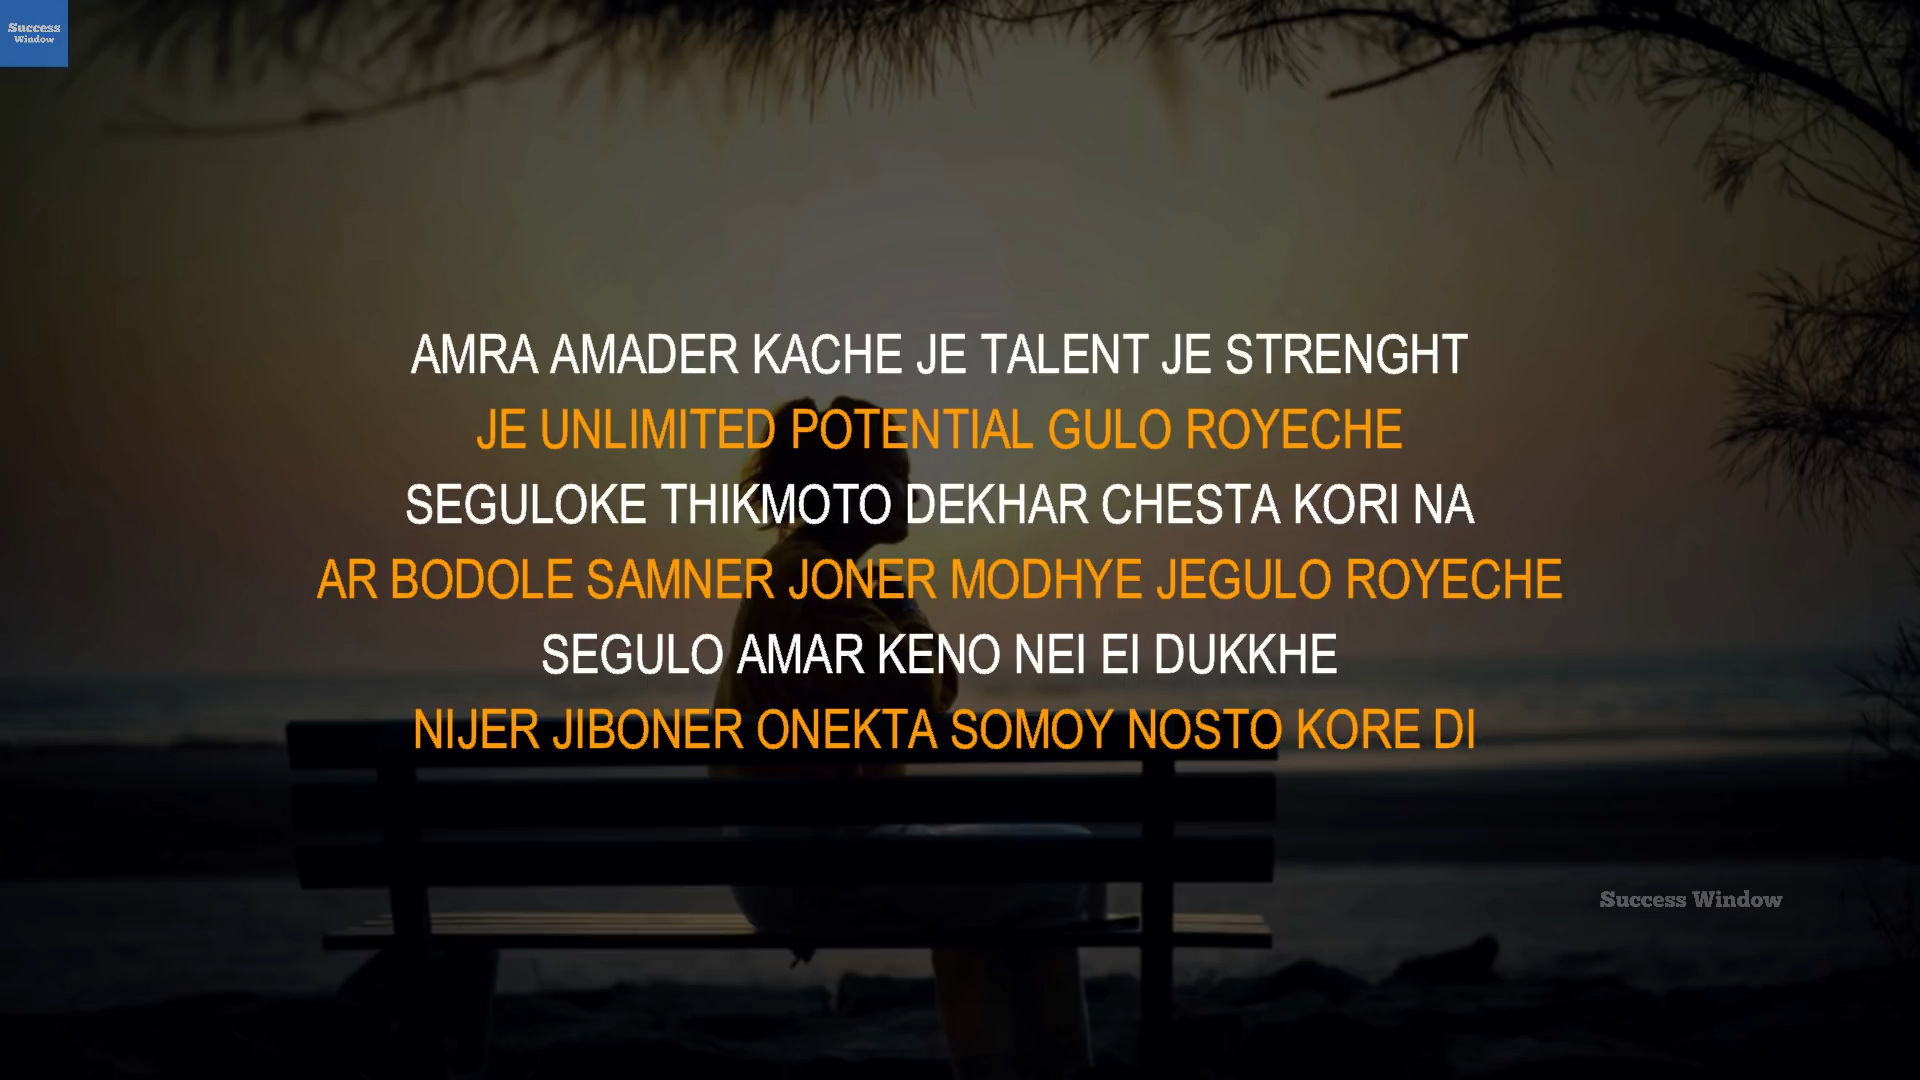 Success
Window
AMRA AMADER KACHE JE TALENT JE STRENGHT
JE UNLIMITED POTENTIAL GULO ROYECHE
SEGULOKE THIKMOTO DEKHAR CHESTA KORI NA
AR BODOLE SAMNER JONER MODHYE JEGULO ROYECHE
SEGULO AMAR KENO NEI EI DUKKHE
NIJER JIBONER ONEKTA SOMOY NOSTO KORE DI
Success Window